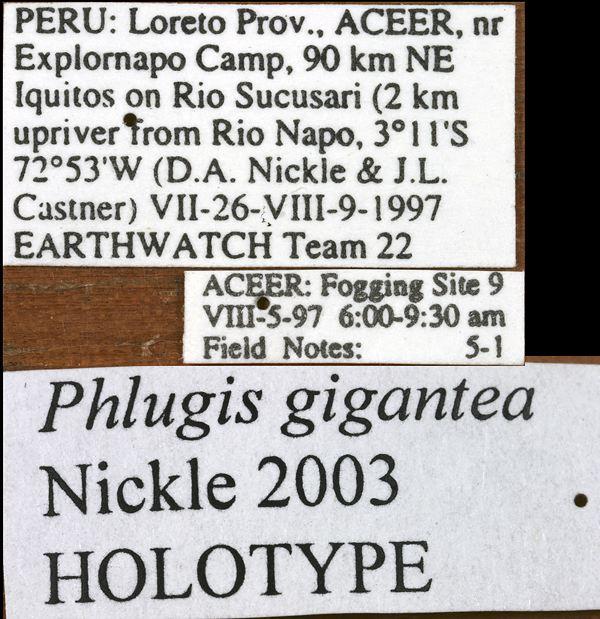 PERU: Loreto Prov., ACEER, nr
Explornapo Camp, 90 km NE
Iquitos on Rio Sucusari (2 km
upriver from Rio Napo, 3°11'S
72°53'W (D.A. Nickle & J.L.
Castner) VII-26-VIII-9-1997
EARTHWATCH Team 22
ACEER: Fogging Site 9
VIII-5-97 6:00-9:30 am
Field Notes: 5-1
Phlugis gigantea
Nickle 2003
HOLOTYPE